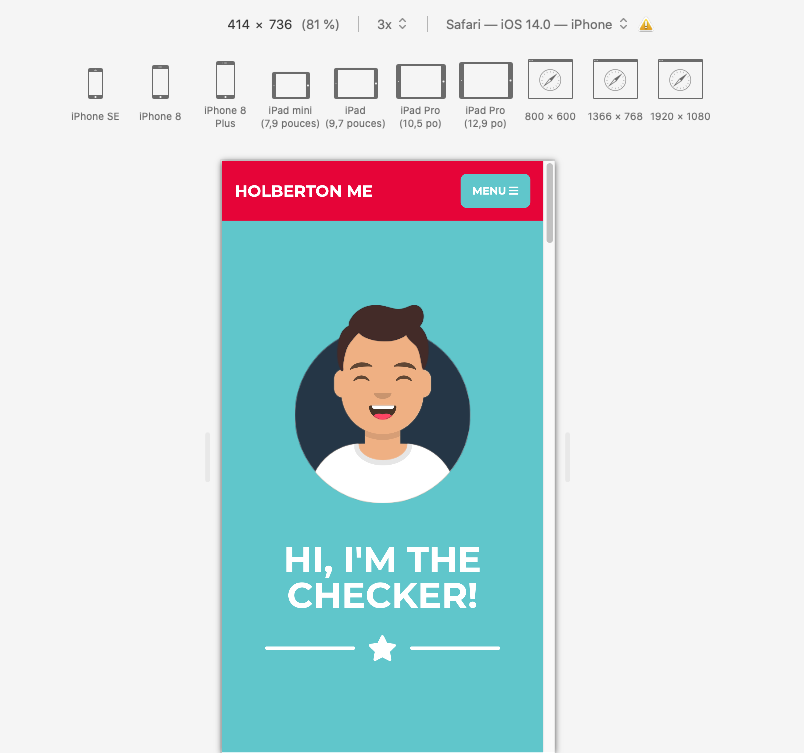 414 × 736 (81 %) 3x Safari — iOS 14.0 — iPhone
iPhone SE
iPhone 8
iPhone 8
Plus
iPad mini
(7,9 pouces)
iPad
(9,7 pouces)
iPad Pro
(10,5 po)
iPad Pro
(12,9 po)
800 × 600
1366 × 768
1920 × 1080
HOLBERTON ME
MENU
HI, I'M THE
CHECKER!